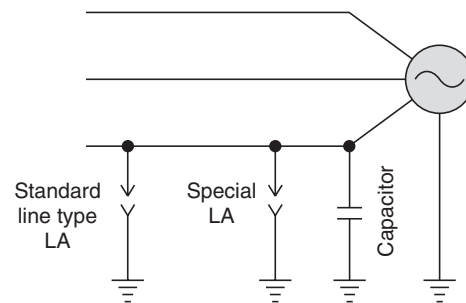 Standard
line type
LA
Special
LA
Capacitor